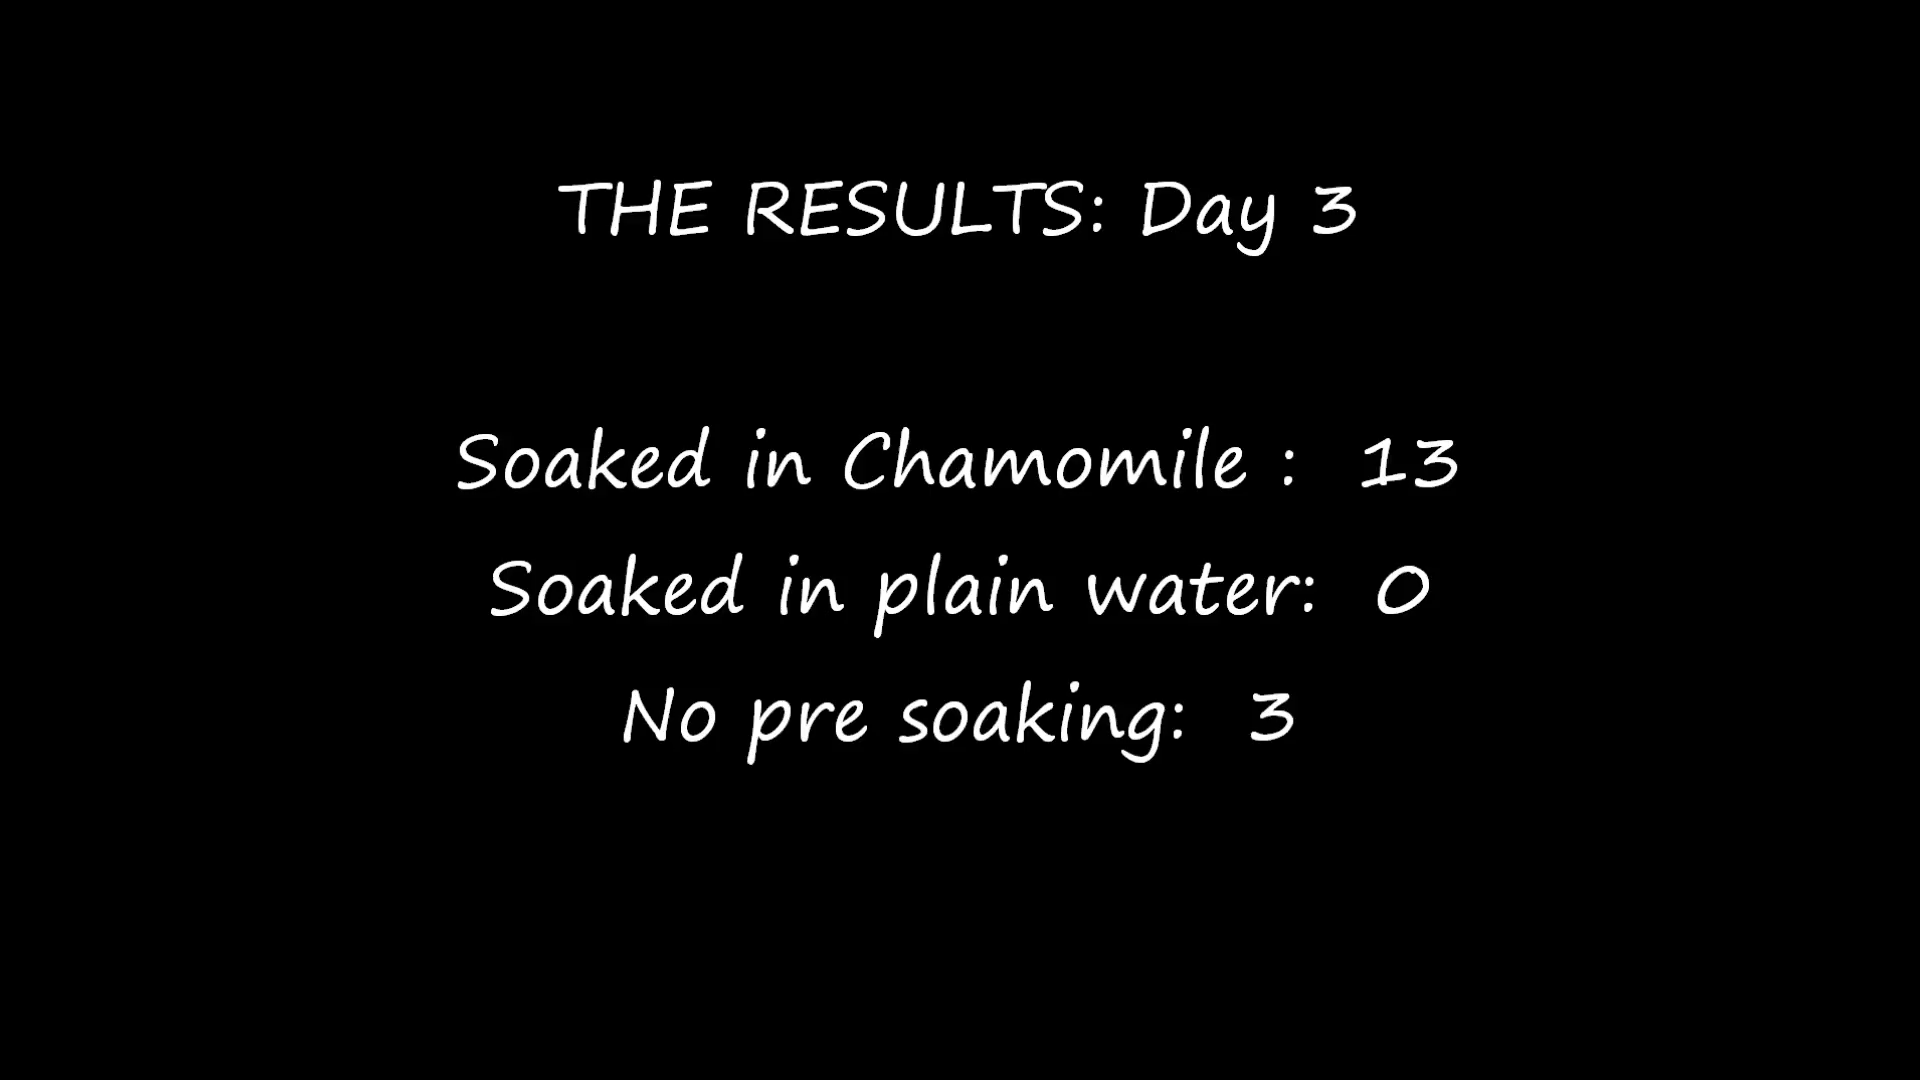 THE RESULTS: Day 3
Soaked in Chamomile : 13
Soaked in plain water: 0
No pre soaking: 3